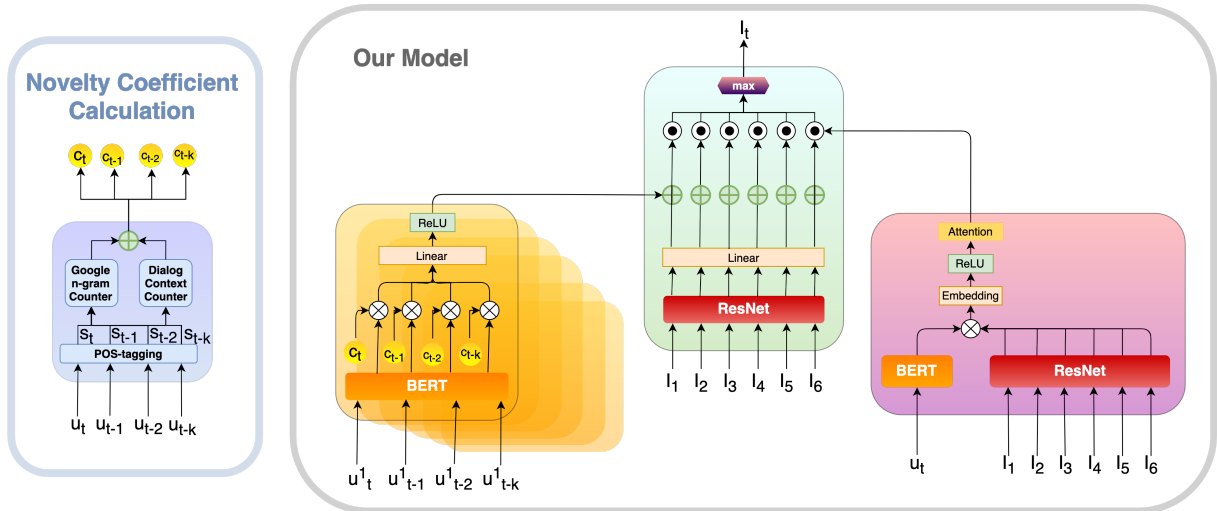 Novelty Coefficient
Calculation
c_t c_t-1 c_t-2 c_t-k
Google
n-gram
Counter
Dialog
Context
Counter
S_t S_t-1 S_t-2 S_t-k
POS-tagging
u_t u_t-1 u_t-2 u_t-k
Our Model
I_t
max
Linear
ResNet
I_1 I_2 I_3 I_4 I_5 I_6
ReLU
Linear
c_t c_t-1 c_t-2 c_t-k
BERT
u^1_t u^1_t-1 u^1_t-2 u^1_t-k
Attention
ReLU
Embedding
BERT
ResNet
u_t I_1 I_2 I_3 I_4 I_5 I_6